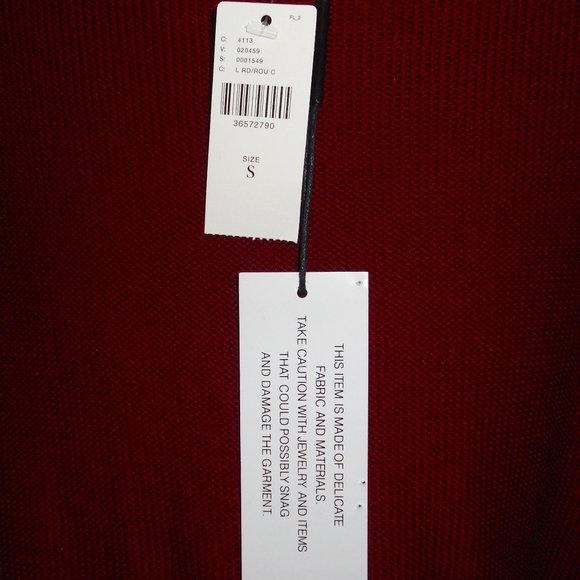 FL_2
C: 4113
V: 020459
S: 0001549
C: L RD/ROU C
36572790
SIZE
S
THIS ITEM IS MADE OF DELICATE
FABRIC AND MATERIALS.
TAKE CAUTION WITH JEWELRY AND ITEMS
THAT COULD POSSIBLY SNAG
AND DAMAGE THE GARMENT.